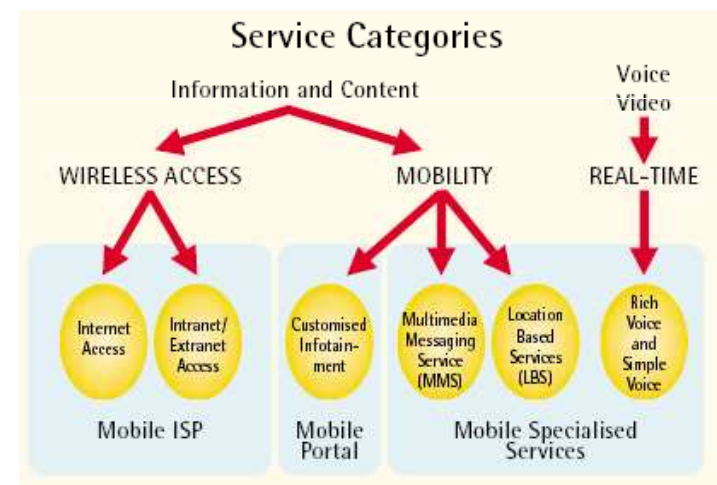 Service Categories
Information and Content
Voice
Video
WIRELESS ACCESS
MOBILITY
REAL-TIME
Internet
Access
Intranet/
Extranet
Access
Customised
Infotain-
ment
Multimedia
Messaging
Service
(MMS)
Location
Based
Services
(LBS)
Rich
Voice
and
Simple
Voice
Mobile ISP
Mobile
Portal
Mobile Specialised
Services